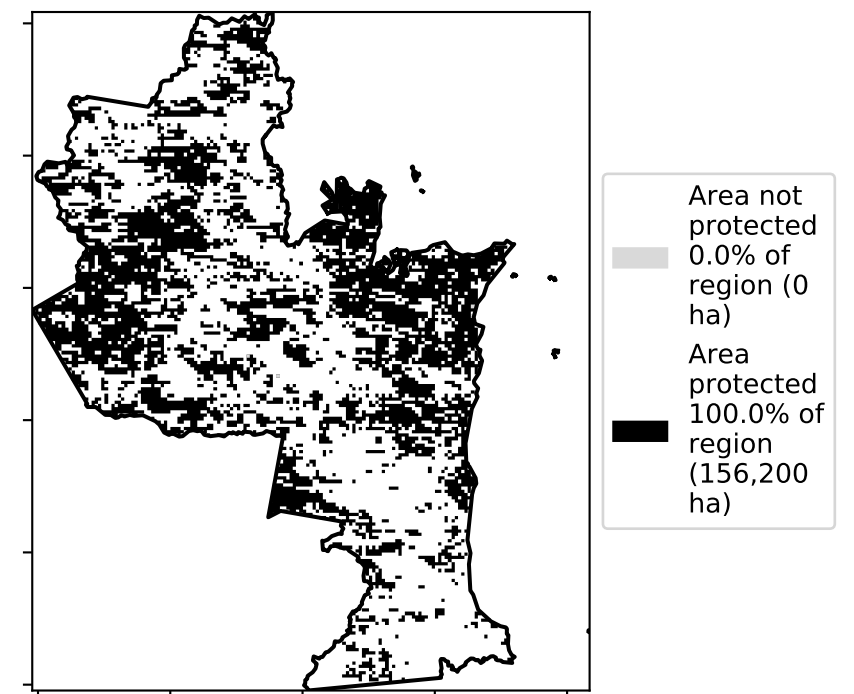 Area not
protected
0.0% of
region (0
ha)
Area
protected
100.0% of
region
(156,200
ha)